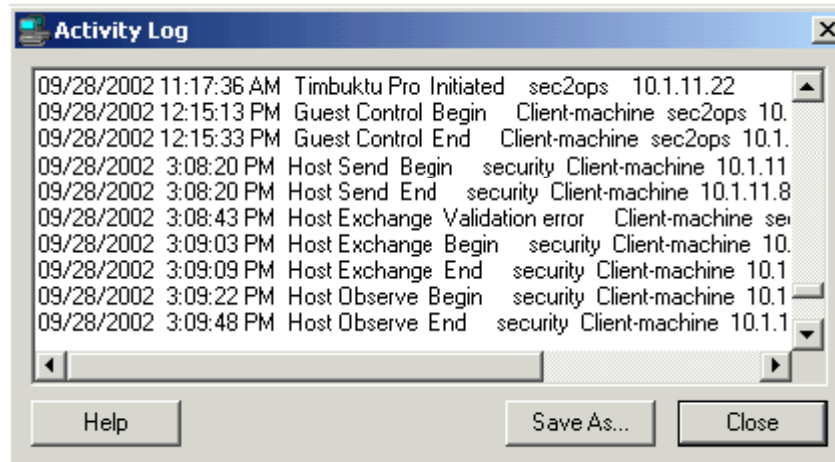 Activity Log
09/28/2002 11:17:36 AM Timbuktu Pro Initiated sec2ops 10.1.11.22
09/28/2002 12:15:13 PM Guest Control Begin Client-machine sec2ops 10.
09/28/2002 12:15:33 PM Guest Control End Client-machine sec2ops 10.1.
09/28/2002 3:08:20 PM Host Send Begin security Client-machine 10.1.11
09/28/2002 3:08:20 PM Host Send End security Client-machine 10.1.11.8
09/28/2002 3:08:43 PM Host Exchange Validation error Client-machine se
09/28/2002 3:09:03 PM Host Exchange Begin security Client-machine 10.
09/28/2002 3:09:09 PM Host Exchange End security Client-machine 10.1
09/28/2002 3:09:22 PM Host Observe Begin security Client-machine 10.1
09/28/2002 3:09:48 PM Host Observe End security Client-machine 10.1.1
Help Save As... Close